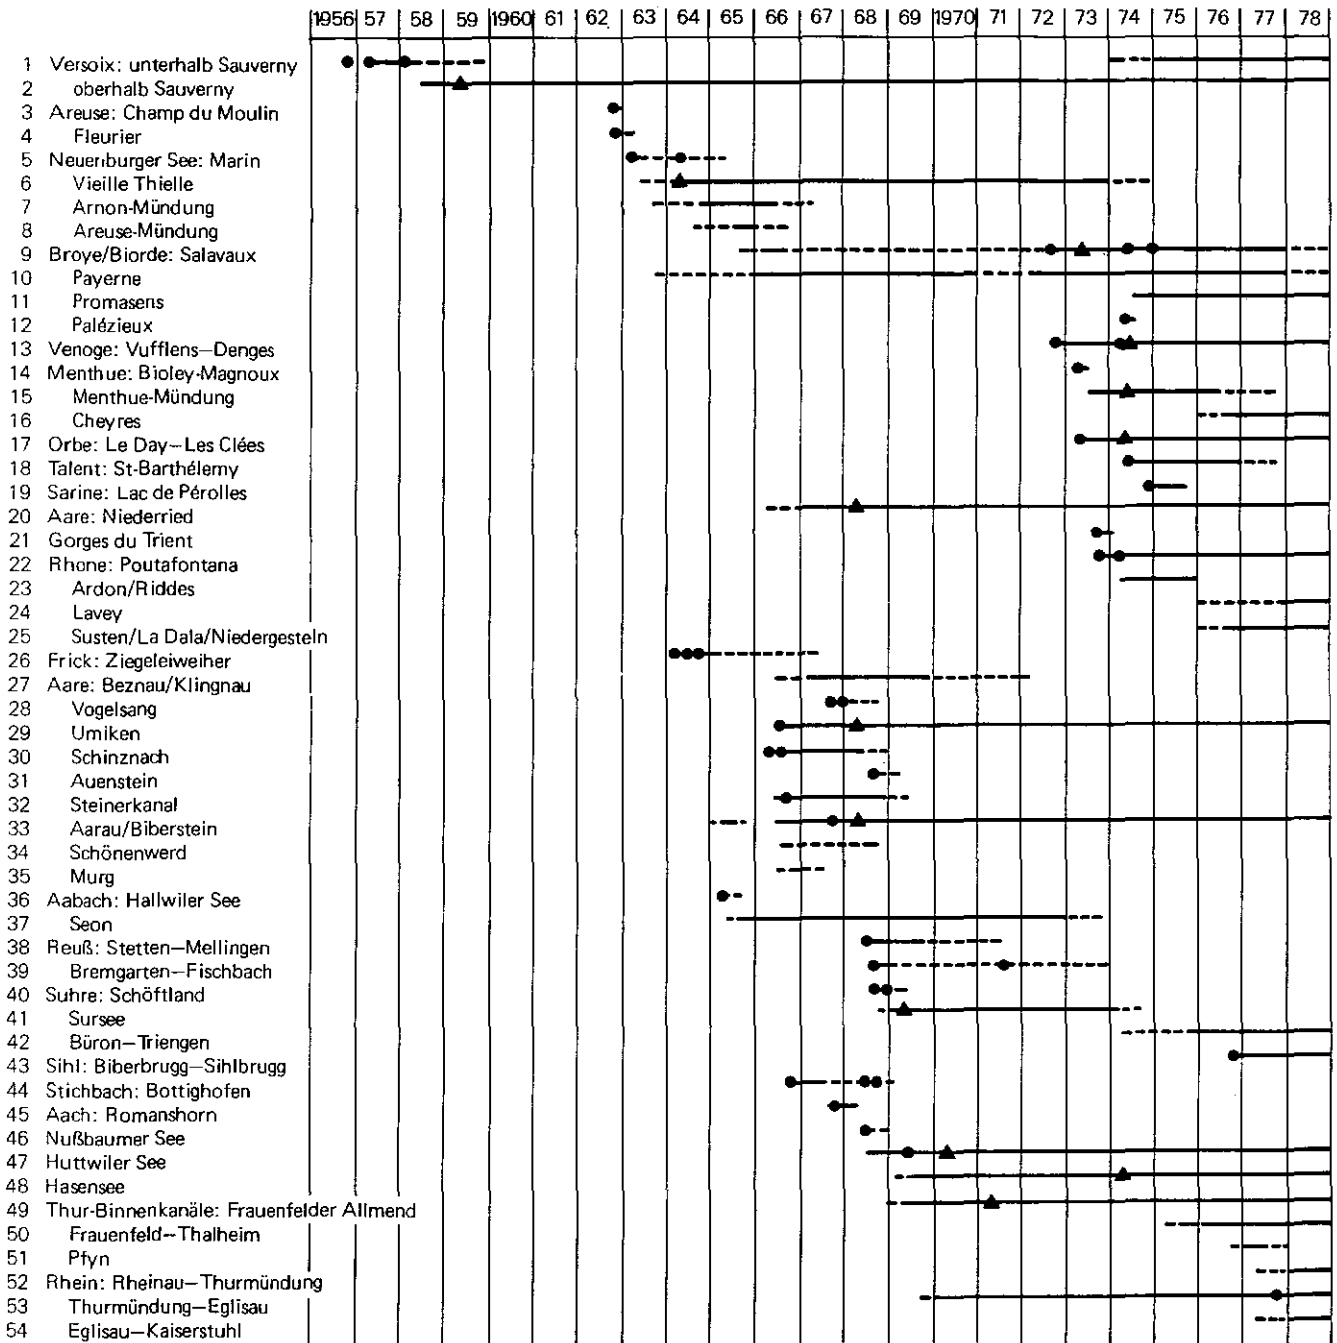 1956 57 58 59 1960 61 62 63 64 65 66 67 68 69 1970 71 72 73 74 75 76 77 78
1 Versoix: unterhalb Sauverny
2 oberhalb Sauverny
3 Areuse: Champ du Moulin
4 Fleurier
5 Neuenburger See: Marin
6 Vieille Thielle
7 Arnon-Mündung
8 Areuse-Mündung
9 Broye/Biorde: Salavaux
10 Payerne
11 Promasens
12 Palézieux
13 Venoge: Vufflens–Denges
14 Menthue: Bioley-Magnoux
15 Menthue-Mündung
16 Cheyres
17 Orbe: Le Day–Les Clées
18 Talent: St-Barthélemy
19 Sarine: Lac de Pérolles
20 Aare: Niederried
21 Gorges du Trient
22 Rhone: Poutafontana
23 Ardon/Riddes
24 Lavey
25 Susten/La Dala/Niedergesteln
26 Frick: Ziegeleiweiher
27 Aare: Beznau/Klingnau
28 Vogelsang
29 Umiken
30 Schinznach
31 Auenstein
32 Steinerkanal
33 Aarau/Biberstein
34 Schönenwerd
35 Murg
36 Aabach: Hallwiler See
37 Seon
38 Reuß: Stetten–Mellingen
39 Bremgarten–Fischbach
40 Suhre: Schöftland
41 Sursee
42 Büron–Triengen
43 Sihl: Biberbrugg–Sihlbrugg
44 Stichbach: Bottighofen
45 Aach: Romanshorn
46 Nußbaumer See
47 Huttwiler See
48 Hasensee
49 Thur-Binnenkanäle: Frauenfelder Allmend
50 Frauenfeld–Thalheim
51 Pfyn
52 Rhein: Rheinau–Thurmündung
53 Thurmündung–Eglisau
54 Eglisau–Kaiserstuhl